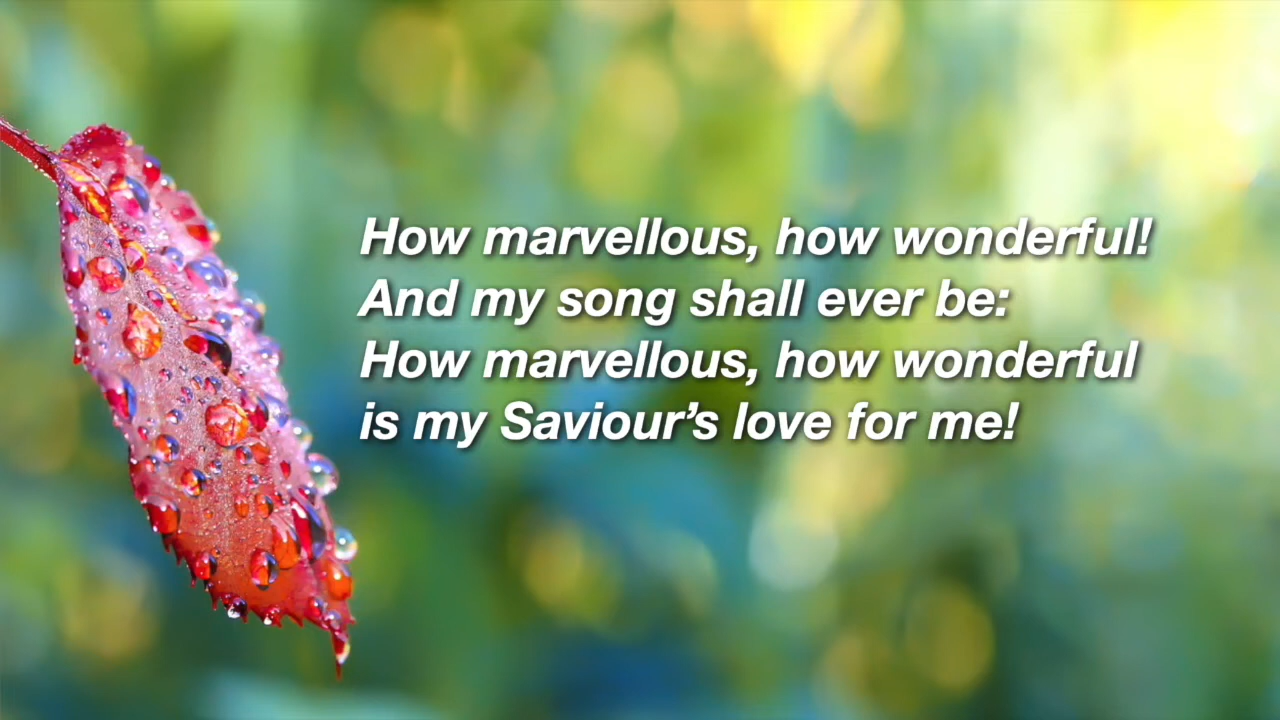 How marvellous, how wonderful!
And my song shall ever be:
How marvellous, how wonderful
is my Saviour’s love for me!